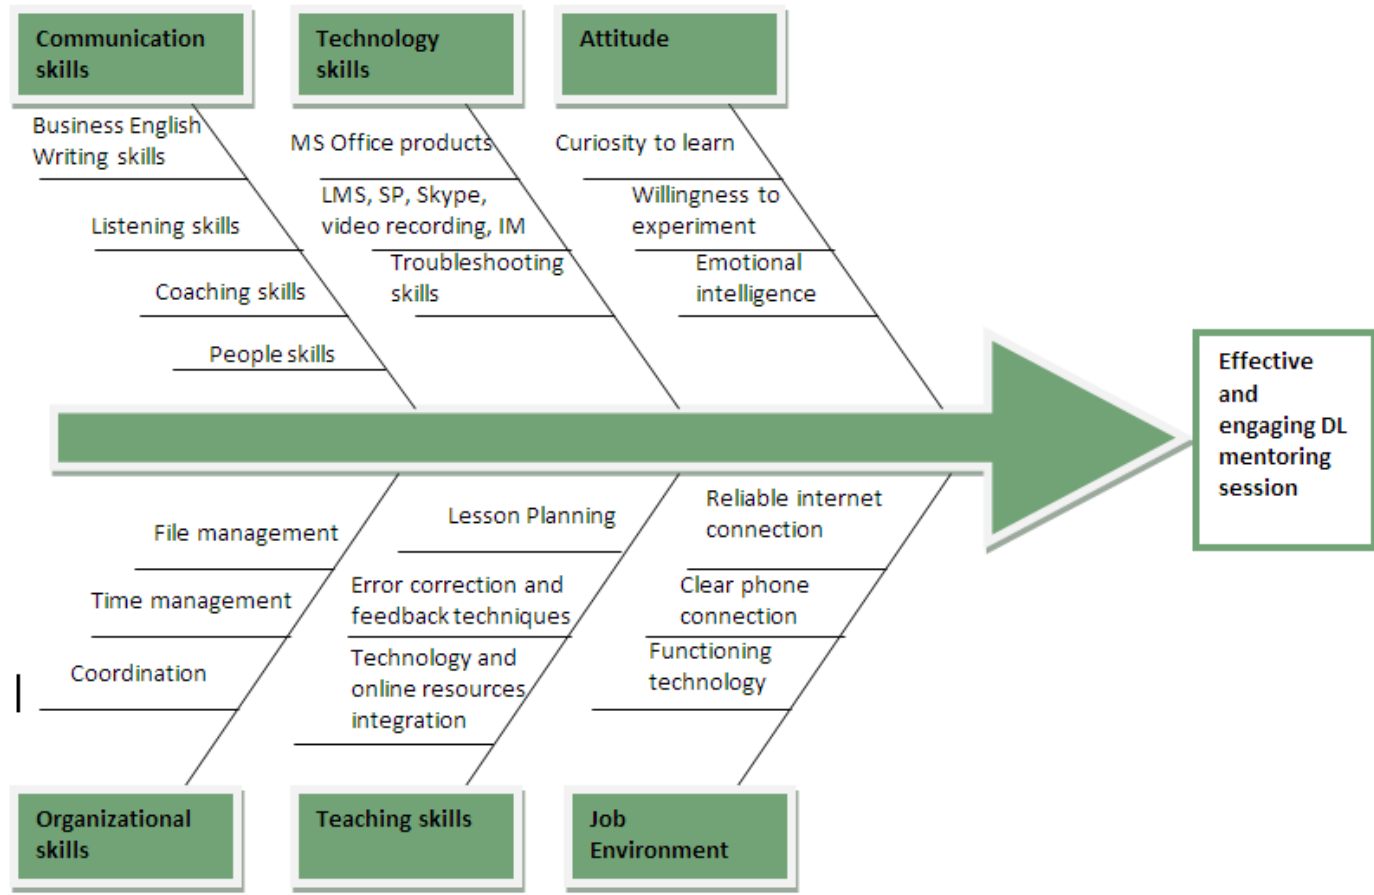 Communication
skills
Technology
skills
Attitude
Business English
Writing skills
Listening skills
Coaching skills
People skills
MS Office products
LMS, SP, Skype,
video recording, IM
Troubleshooting
skills
Curiosity to learn
Willingness to
experiment
Emotional
intelligence
Effective
and
engaging DL
mentoring
session
File management
Time management
Coordination
Lesson Planning
Error correction and
feedback techniques
Technology and
online resources
integration
Reliable internet
connection
Clear phone
connection
Functioning
technology
Organizational
skills
Teaching skills
Job
Environment